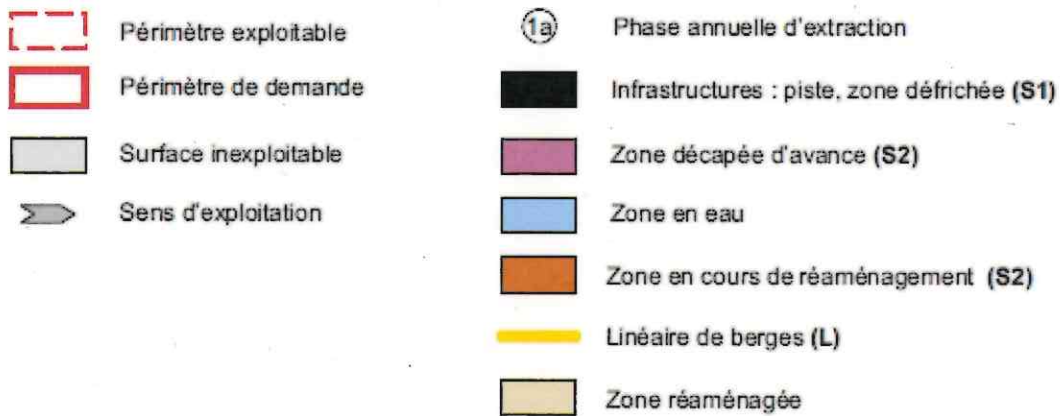 Périmètre exploitable
Périmètre de demande
Surface inexploitable
Sens d'exploitation
1a Phase annuelle d'extraction
Infrastructures : piste, zone défrichée (S1)
Zone décapée d'avance (S2)
Zone en eau
Zone en cours de réaménagement (S2)
Linéaire de berges (L)
Zone réaménagée